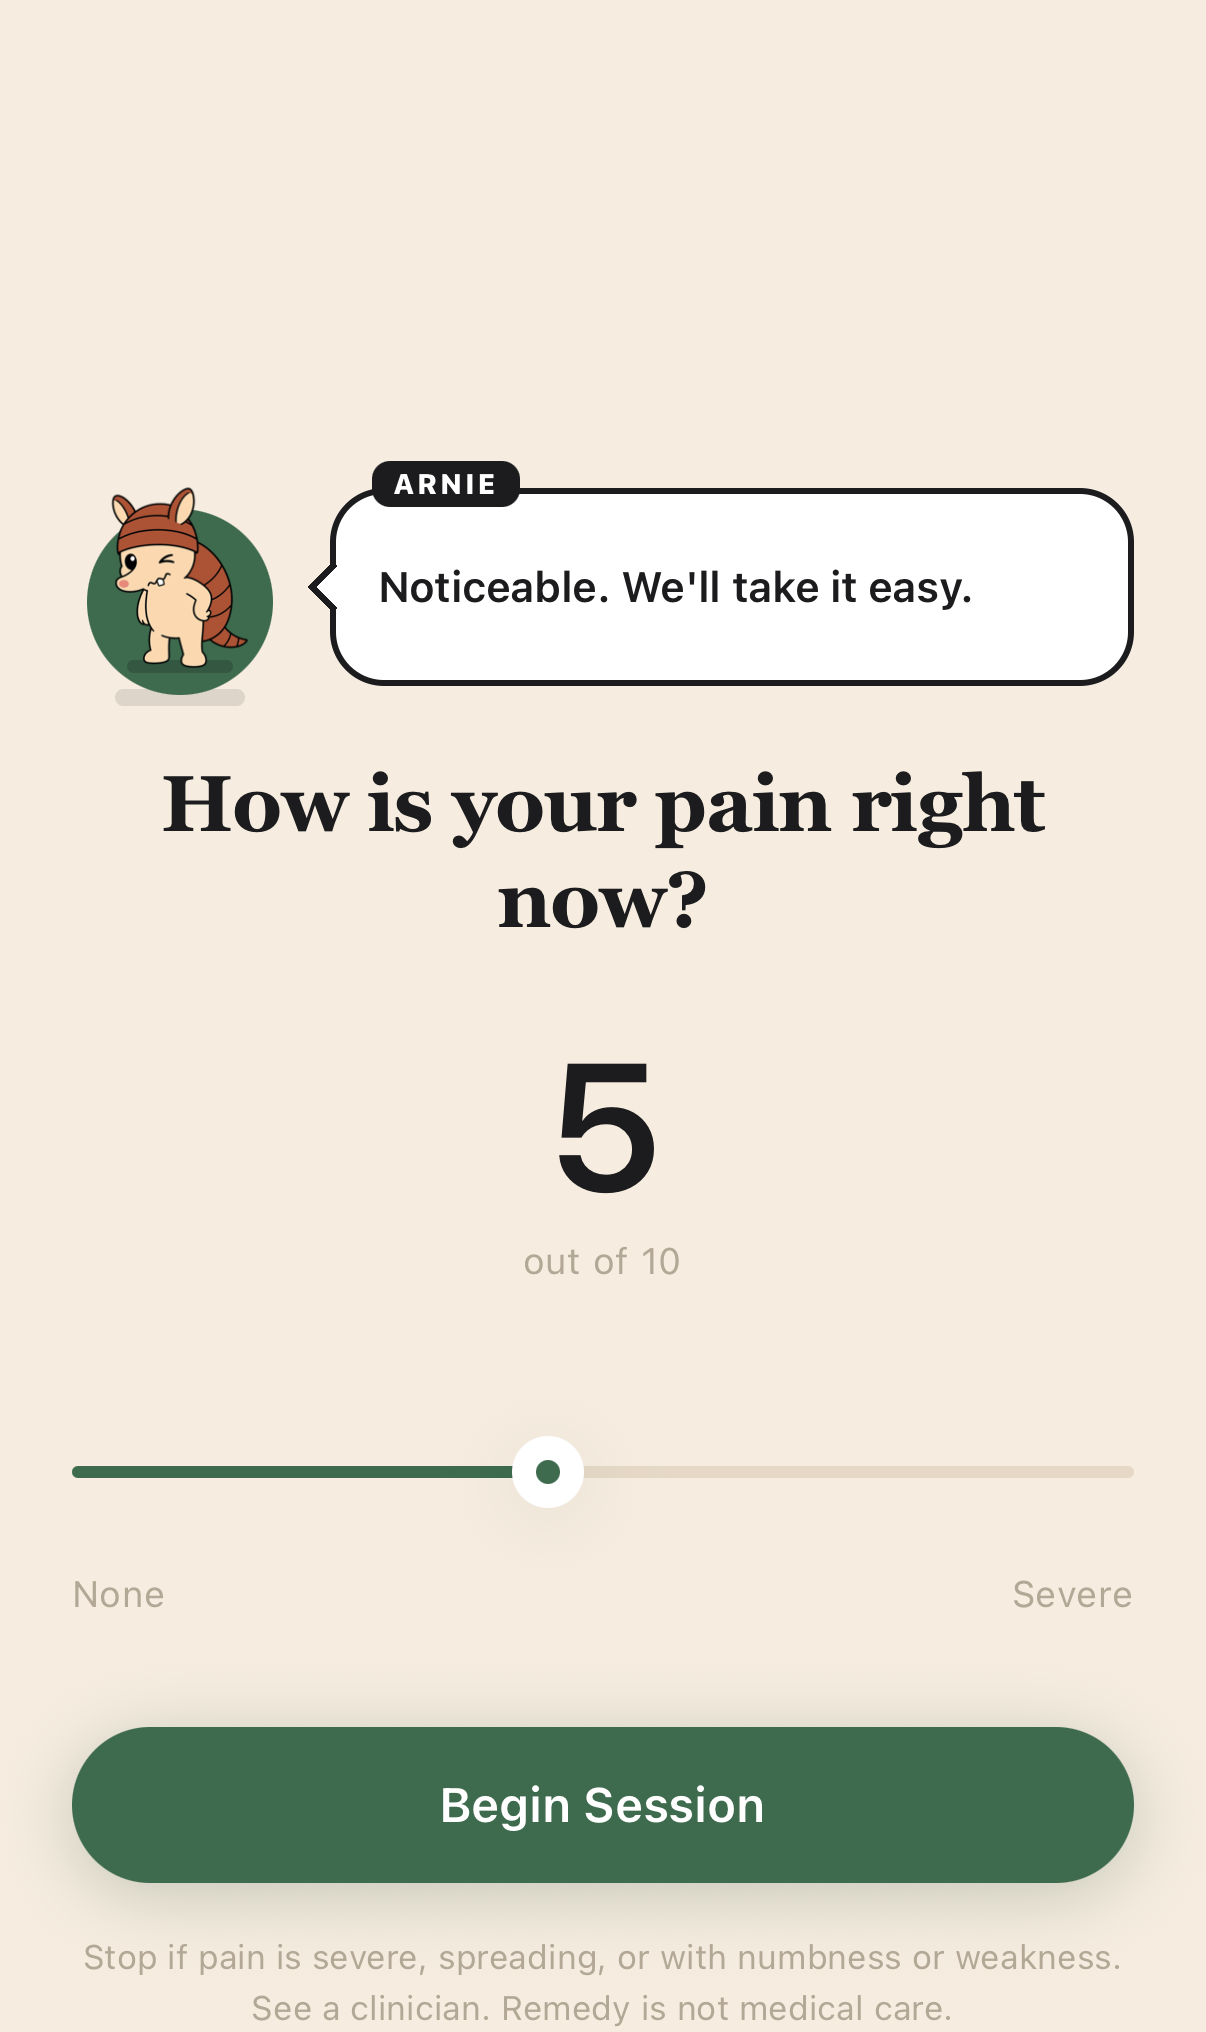 ARNIE
Noticeable. We'll take it easy.
How is your pain right
now?
5
out of 10
None
Severe
Begin Session
Stop if pain is severe, spreading, or with numbness or weakness.
See a clinician. Remedy is not medical care.